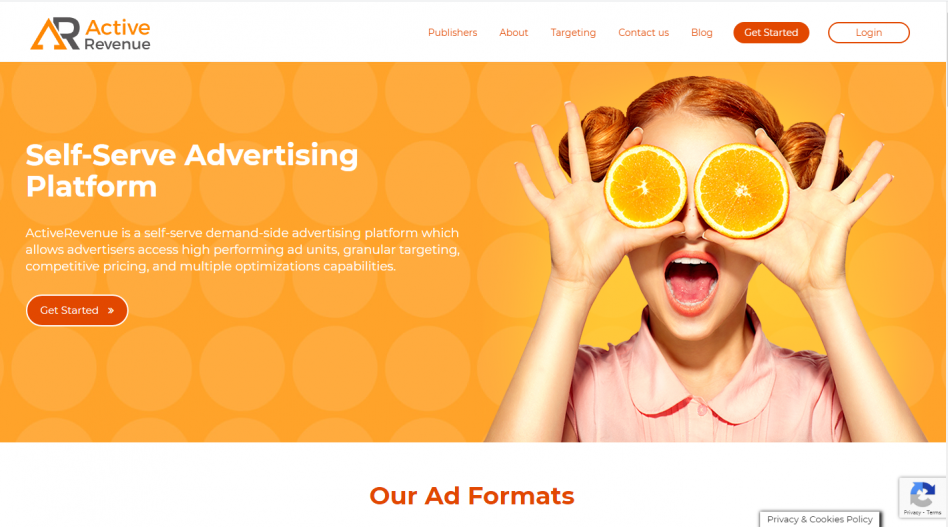 Active
Revenue
Publishers About Targeting Contact us Blog Get Started Login
Self-Serve Advertising
Platform
ActiveRevenue is a self-serve demand-side advertising platform which
allows advertisers access high performing ad units, granular targeting,
competitive pricing, and multiple optimizations capabilities.
Get Started »
Our Ad Formats
Privacy - Terms
Privacy & Cookies Policy